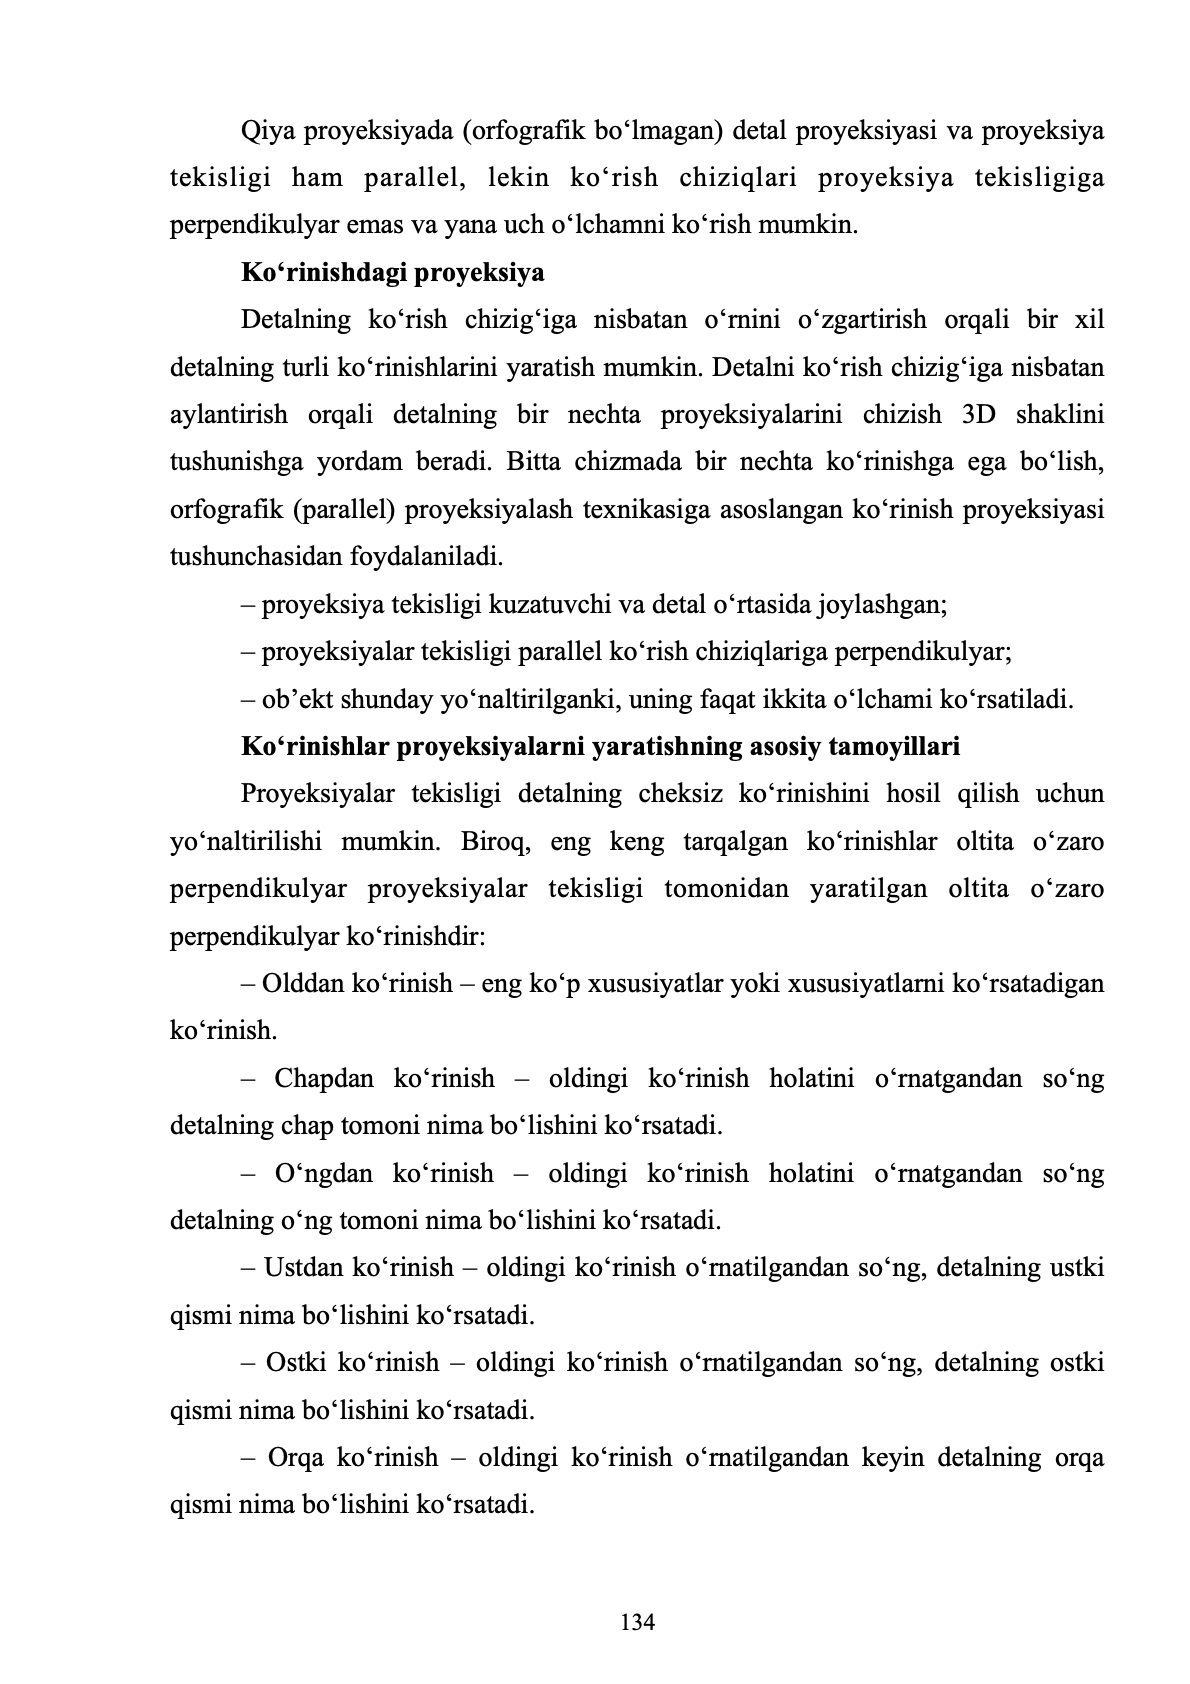 Qiya proyeksiyada (orfografik bo‘lmagan) detal proyeksiyasi va proyeksiya
tekisligi ham parallel, lekin ko‘rish chiziqlari proyeksiya tekisligiga
perpendikulyar emas va yana uch o‘lchamni ko‘rish mumkin.
Ko‘rinishdagi proyeksiya
Detalning ko‘rish chizig‘iga nisbatan o‘rnini o‘zgartirish orqali bir xil
detalning turli ko‘rinishlarini yaratish mumkin. Detalni ko‘rish chizig‘iga nisbatan
aylantirish orqali detalning bir nechta proyeksiyalarini chizish 3D shaklini
tushunishga yordam beradi. Bitta chizmada bir nechta ko‘rinishga ega bo‘lish,
orfografik (parallel) proyeksiyalash texnikasiga asoslangan ko‘rinish proyeksiyasi
tushunchasidan foydalaniladi.
– proyeksiya tekisligi kuzatuvchi va detal o‘rtasida joylashgan;
– proyeksiyalar tekisligi parallel ko‘rish chiziqlariga perpendikulyar;
– ob’ekt shunday yo‘naltirilganki, uning faqat ikkita o‘lchami ko‘rsatiladi.
Ko‘rinishlar proyeksiyalarni yaratishning asosiy tamoyillari
Proyeksiyalar tekisligi detalning cheksiz ko‘rinishini hosil qilish uchun
yo‘naltirilishi mumkin. Biroq, eng keng tarqalgan ko‘rinishlar oltita o‘zaro
perpendikulyar proyeksiyalar tekisligi tomonidan yaratilgan oltita o‘zaro
perpendikulyar ko‘rinishdir:
– Olddan ko‘rinish – eng ko‘p xususiyatlar yoki xususiyatlarni ko‘rsatadigan
ko‘rinish.
– Chapdan ko‘rinish – oldingi ko‘rinish holatini o‘rnatgandan so‘ng
detalning chap tomoni nima bo‘lishini ko‘rsatadi.
– O‘ngdan ko‘rinish – oldingi ko‘rinish holatini o‘rnatgandan so‘ng
detalning o‘ng tomoni nima bo‘lishini ko‘rsatadi.
– Ustdan ko‘rinish – oldingi ko‘rinish o‘rnatilgandan so‘ng, detalning ustki
qismi nima bo‘lishini ko‘rsatadi.
– Ostki ko‘rinish – oldingi ko‘rinish o‘rnatilgandan so‘ng, detalning ostki
qismi nima bo‘lishini ko‘rsatadi.
– Orqa ko‘rinish – oldingi ko‘rinish o‘rnatilgandan keyin detalning orqa
qismi nima bo‘lishini ko‘rsatadi.
134